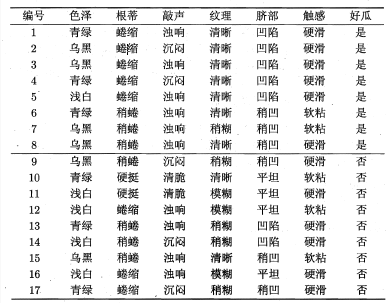 编号 色泽 根蒂 敲声 纹理 脐部 触感 好瓜
1 青绿 蜷缩 浊响 清晰 凹陷 硬滑 是
2 乌黑 蜷缩 沉闷 清晰 凹陷 硬滑 是
3 乌黑 蜷缩 浊响 清晰 凹陷 硬滑 是
4 青绿 蜷缩 沉闷 清晰 凹陷 硬滑 是
5 浅白 蜷缩 浊响 清晰 凹陷 硬滑 是
6 青绿 稍蜷 浊响 清晰 稍凹 软粘 是
7 乌黑 稍蜷 浊响 稍糊 稍凹 软粘 是
8 乌黑 稍蜷 浊响 清晰 稍凹 硬滑 是
9 乌黑 稍蜷 沉闷 稍糊 稍凹 硬滑 否
10 青绿 硬挺 清脆 清晰 平坦 软粘 否
11 浅白 硬挺 清脆 模糊 平坦 硬滑 否
12 浅白 蜷缩 浊响 模糊 平坦 软粘 否
13 青绿 稍蜷 浊响 稍糊 凹陷 硬滑 否
14 浅白 稍蜷 沉闷 稍糊 凹陷 硬滑 否
15 乌黑 稍蜷 浊响 清晰 稍凹 软粘 否
16 浅白 蜷缩 浊响 模糊 平坦 硬滑 否
17 青绿 蜷缩 沉闷 稍糊 稍凹 硬滑 否